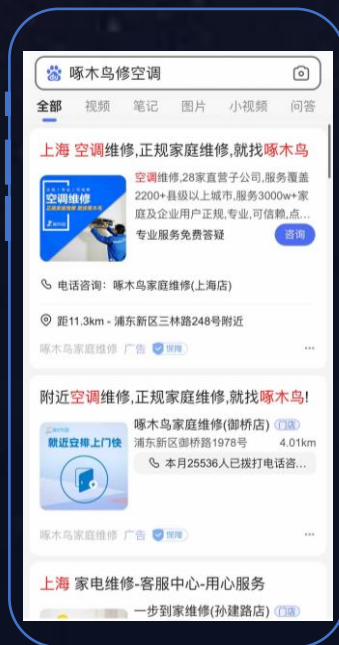 啄木鸟修空调
全部 视频 笔记 图片 小视频 问答
上海 空调维修,正规家庭维修,就找啄木鸟
空调维修
空调维修,28家直营子公司,服务覆盖
2200+县级以上城市,服务3000w+家
庭及企业用户正规,专业,可信赖,点...
专业服务免费答疑
咨询
电话咨询：啄木鸟家庭维修(上海店)
距11.3km - 浦东新区三林路248号附近
啄木鸟家庭维修 广告 保障
附近空调维修,正规家庭维修,就找啄木鸟!
就近安排上门快
啄木鸟家庭维修(御桥店) 门店
浦东新区御桥路1978号 4.01km
本月25536人已拨打电话咨...
啄木鸟家庭维修 广告 保障
上海 家电维修-客服中心-用心服务
一步到家维修(孙建路店) 门店